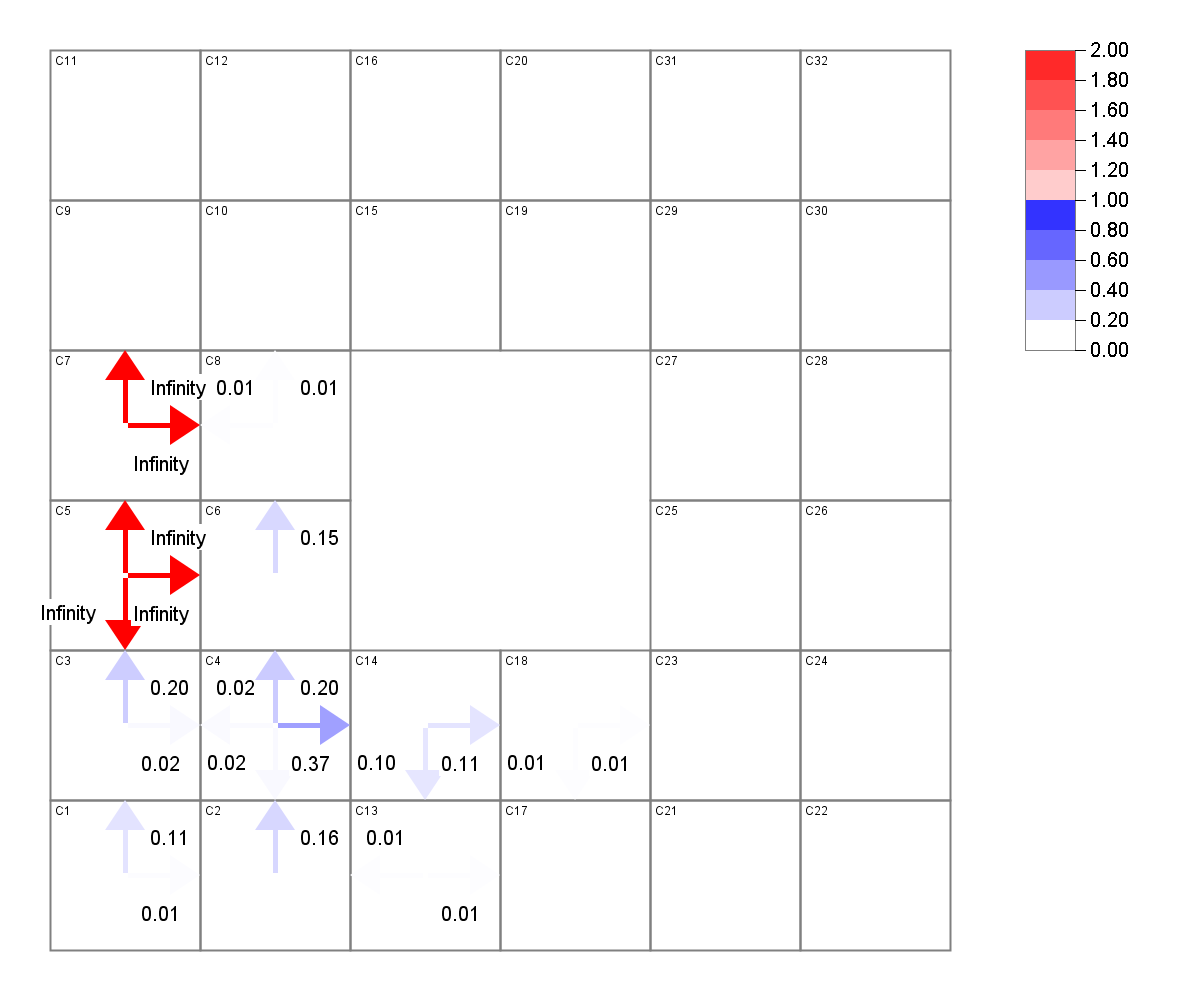 2.00
C11 C12 C16 C20 C31 C32
1.80
1.60
1.40
1.20
1.00
C9 C10 C15 C19 C29 C30
0.80
0.60
0.40
0.20
0.00
C7 C8 C27 C28
Infinity 0.01 0.01
Infinity
C5 C6 C25 C26
Infinity 0.15
Infinity Infinity
C3 C4 C14 C18 C23 C24
0.20 0.02 0.20
0.02 0.02 0.37 0.10 0.11 0.01 0.01
C1 C2 C13 C17 C21 C22
0.11 0.16 0.01
0.01 0.01